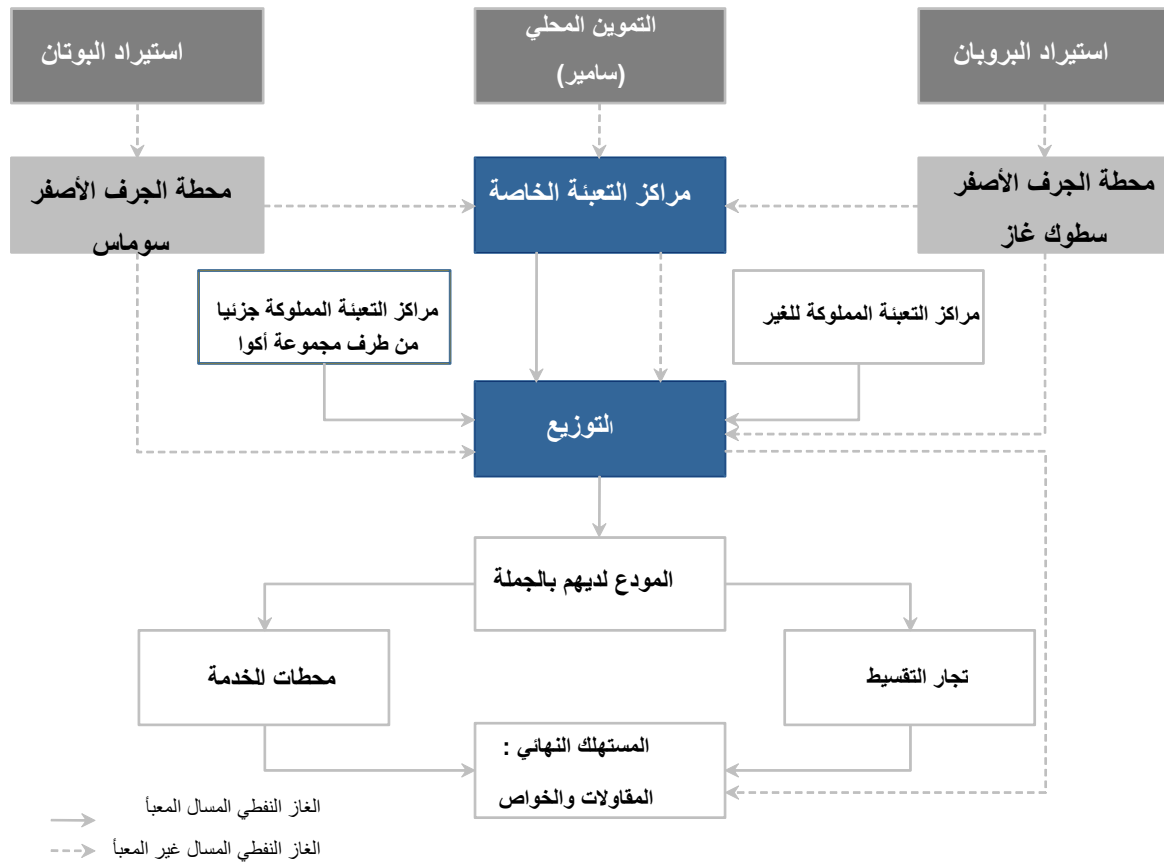 استيراد البروبان
التموين المحلي
(سامير)
استيراد البوتان
محطة الجرف الأصفر
سطوك غاز
مراكز التعبئة الخاصة
محطة الجرف الأصفر
سوماس
مراكز التعبئة المملوكة للغير
مراكز التعبئة المملوكة جزئيا
من طرف مجموعة أكوا
التوزيع
المودع لديهم بالجملة
تجار التقسيط
محطات للخدمة
المستهلك النهائي :
المقاولات والخواص
الغاز النفطي المسال المعبأ
الغاز النفطي المسال غير المعبأ